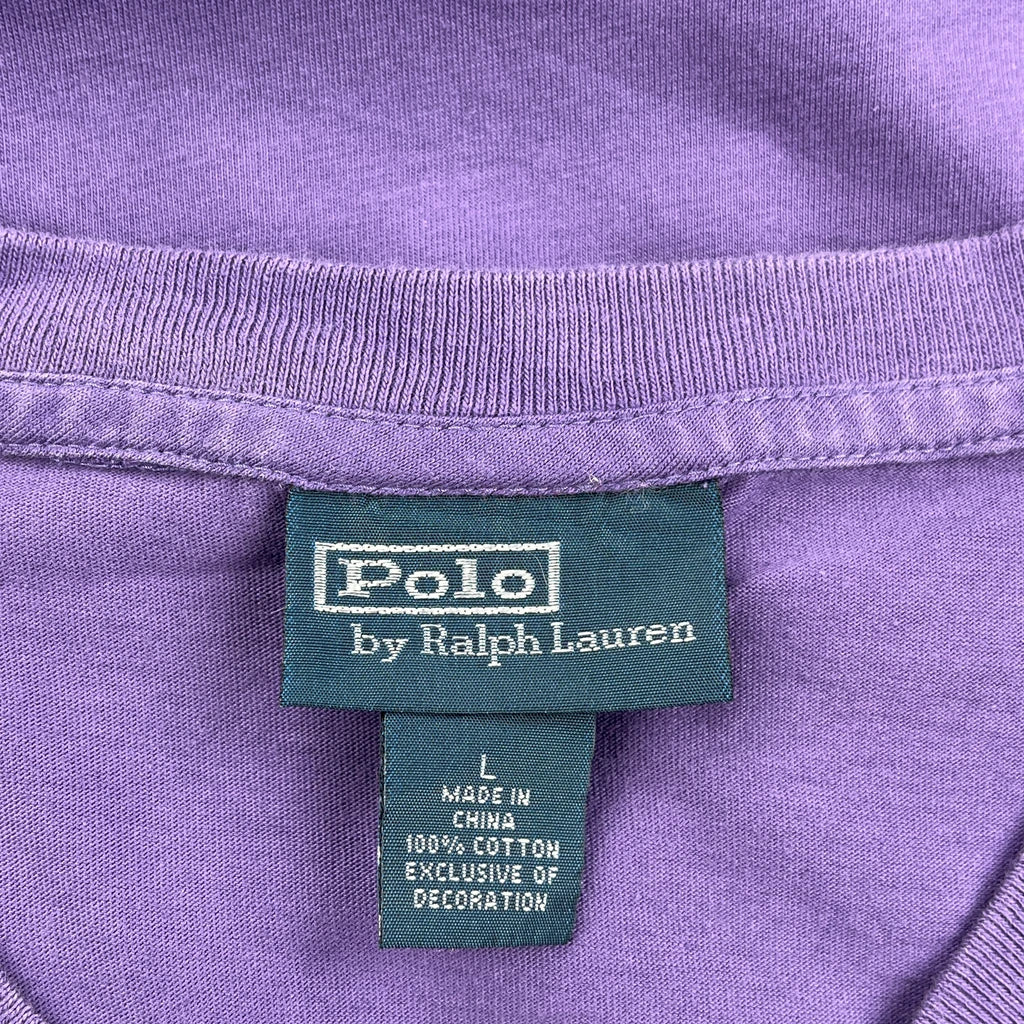 Polo
by Ralph Lauren
L
MADE IN
CHINA
100% COTTON
EXCLUSIVE OF
DECORATION